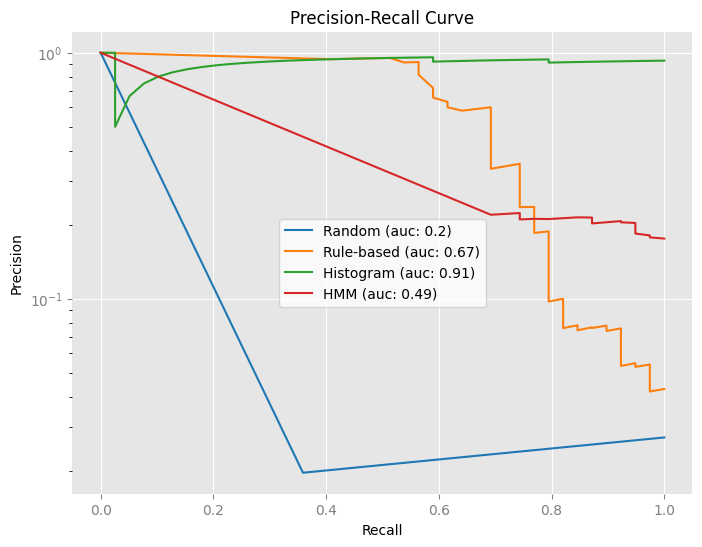 Precision-Recall Curve
Precision
10⁰
10⁻¹
Random (auc: 0.2)
Rule-based (auc: 0.67)
Histogram (auc: 0.91)
HMM (auc: 0.49)
0.0 0.2 0.4 0.6 0.8 1.0
Recall